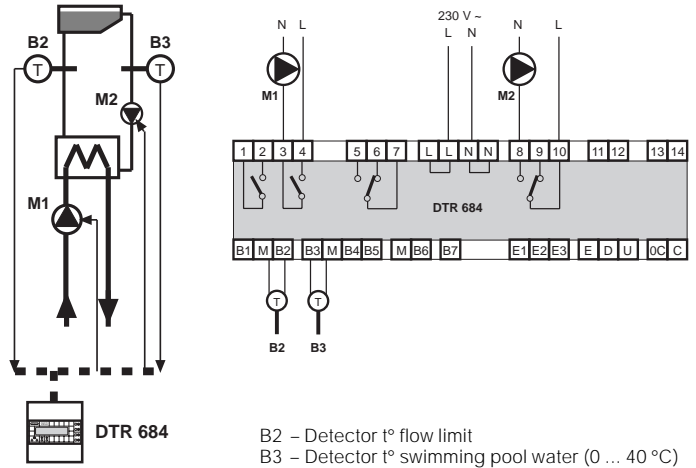 B2
B3
T
T
M2
M1
DTR 684
230 V ~
N L L N N L
M1
M2
1 2 3 4 5 6 7 L L N N 8 9 10 11 12 13 14
DTR 684
B1 M B2 B3 M B4 B5 M B6 B7 E1 E2 E3 E D U 0C C
T
T
B2
B3
B2 – Detector t° flow limit
B3 – Detector t° swimming pool water (0 ... 40 °C)